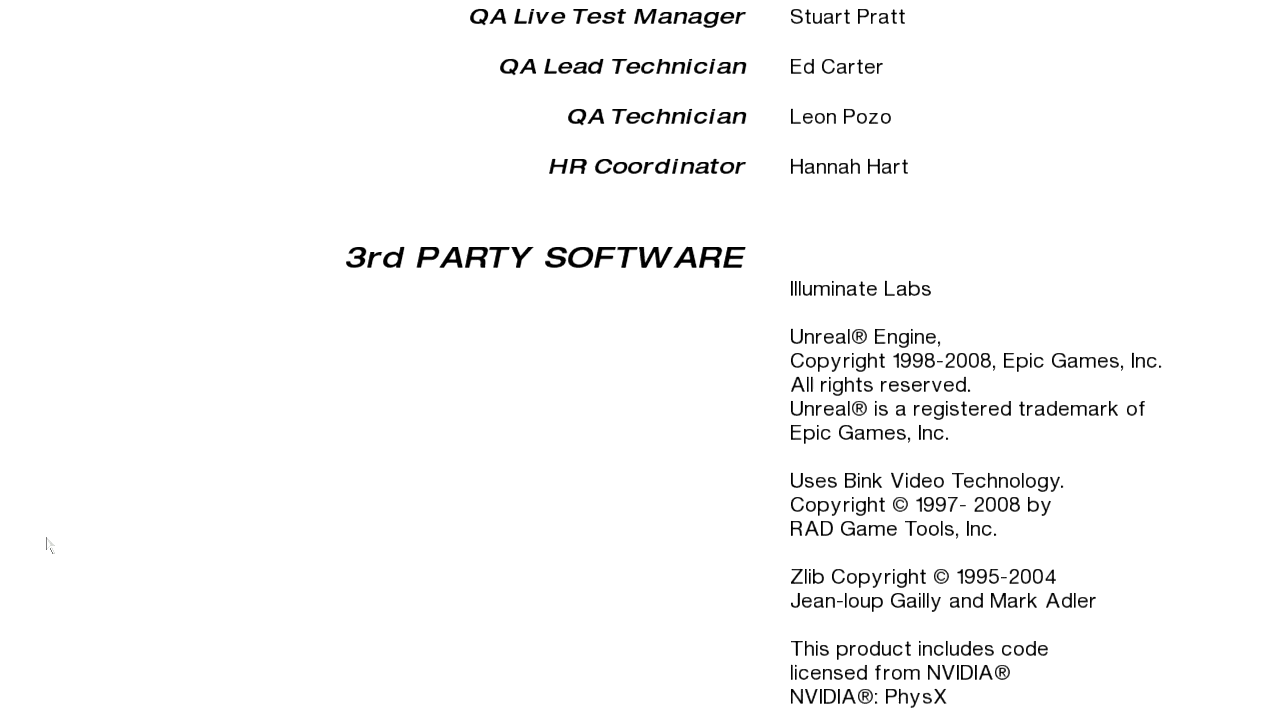 QA Live Test Manager Stuart Pratt
QA Lead Technician Ed Carter
QA Technician Leon Pozo
HR Coordinator Hannah Hart
3rd PARTY SOFTWARE
Illuminate Labs
Unreal® Engine,
Copyright 1998-2008, Epic Games, Inc.
All rights reserved.
Unreal® is a registered trademark of
Epic Games, Inc.
Uses Bink Video Technology.
Copyright © 1997- 2008 by
RAD Game Tools, Inc.
Zlib Copyright © 1995-2004
Jean-loup Gailly and Mark Adler
This product includes code
licensed from NVIDIA®
NVIDIA®: PhysX